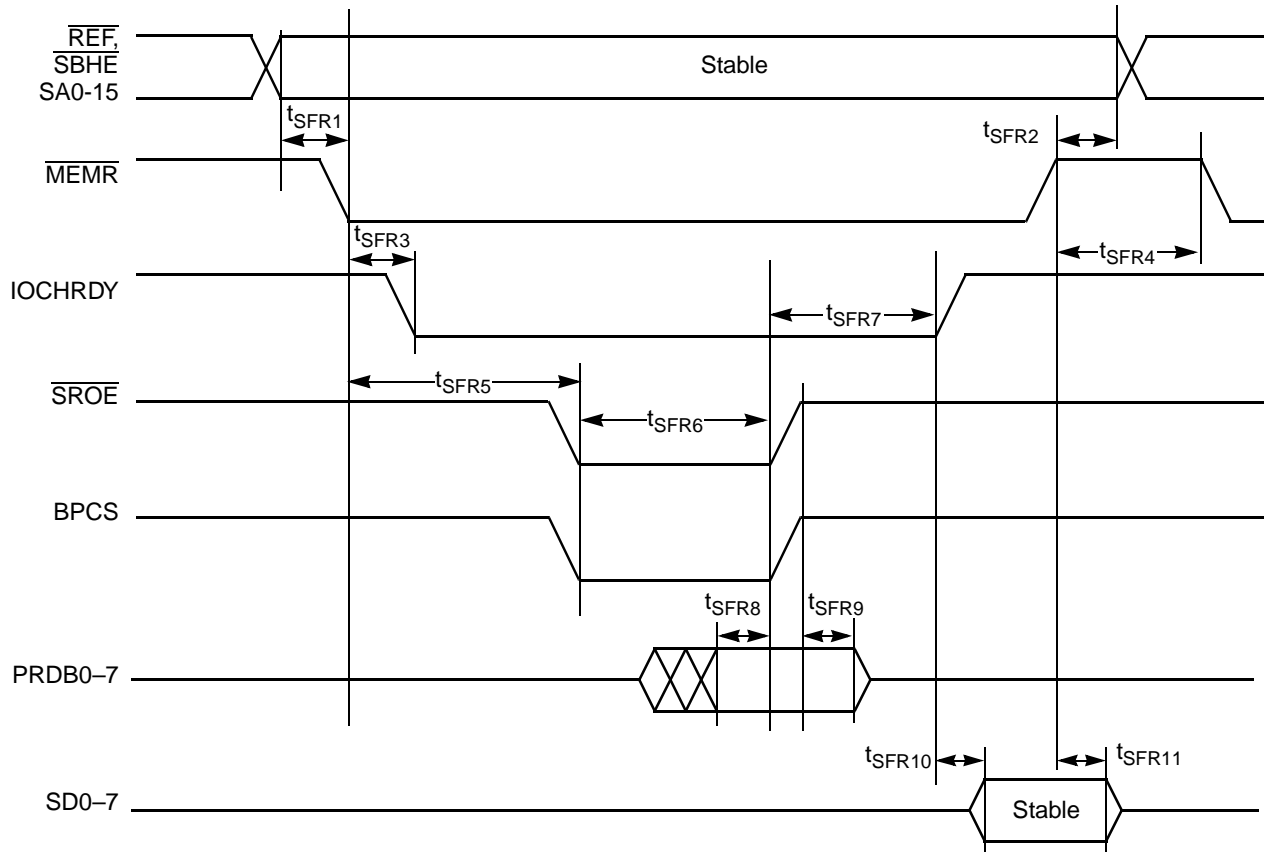 REF,
SBHE
SA0-15
Stable
tSFR1
tSFR2
MEMR
tSFR3
tSFR4
IOCHRDY
tSFR7
tSFR5
SROE
tSFR6
BPCS
tSFR8
tSFR9
PRDB0–7
tSFR10
tSFR11
SD0–7
Stable